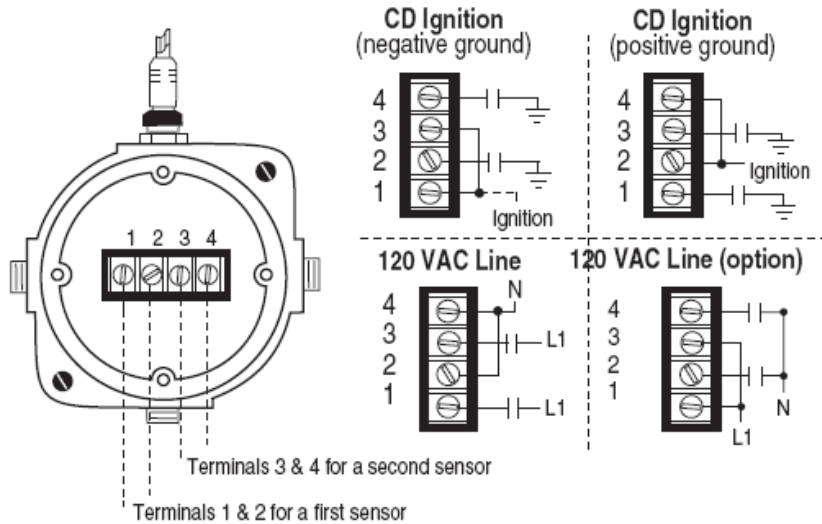 CD Ignition
(negative ground)
4
3
2
1
Ignition
CD Ignition
(positive ground)
4
3
2
1
Ignition
1 2 3 4
120 VAC Line
4
3
2
1
N
L1
L1
120 VAC Line (option)
4
3
2
1
N
L1
Terminals 3 & 4 for a second sensor
Terminals 1 & 2 for a first sensor